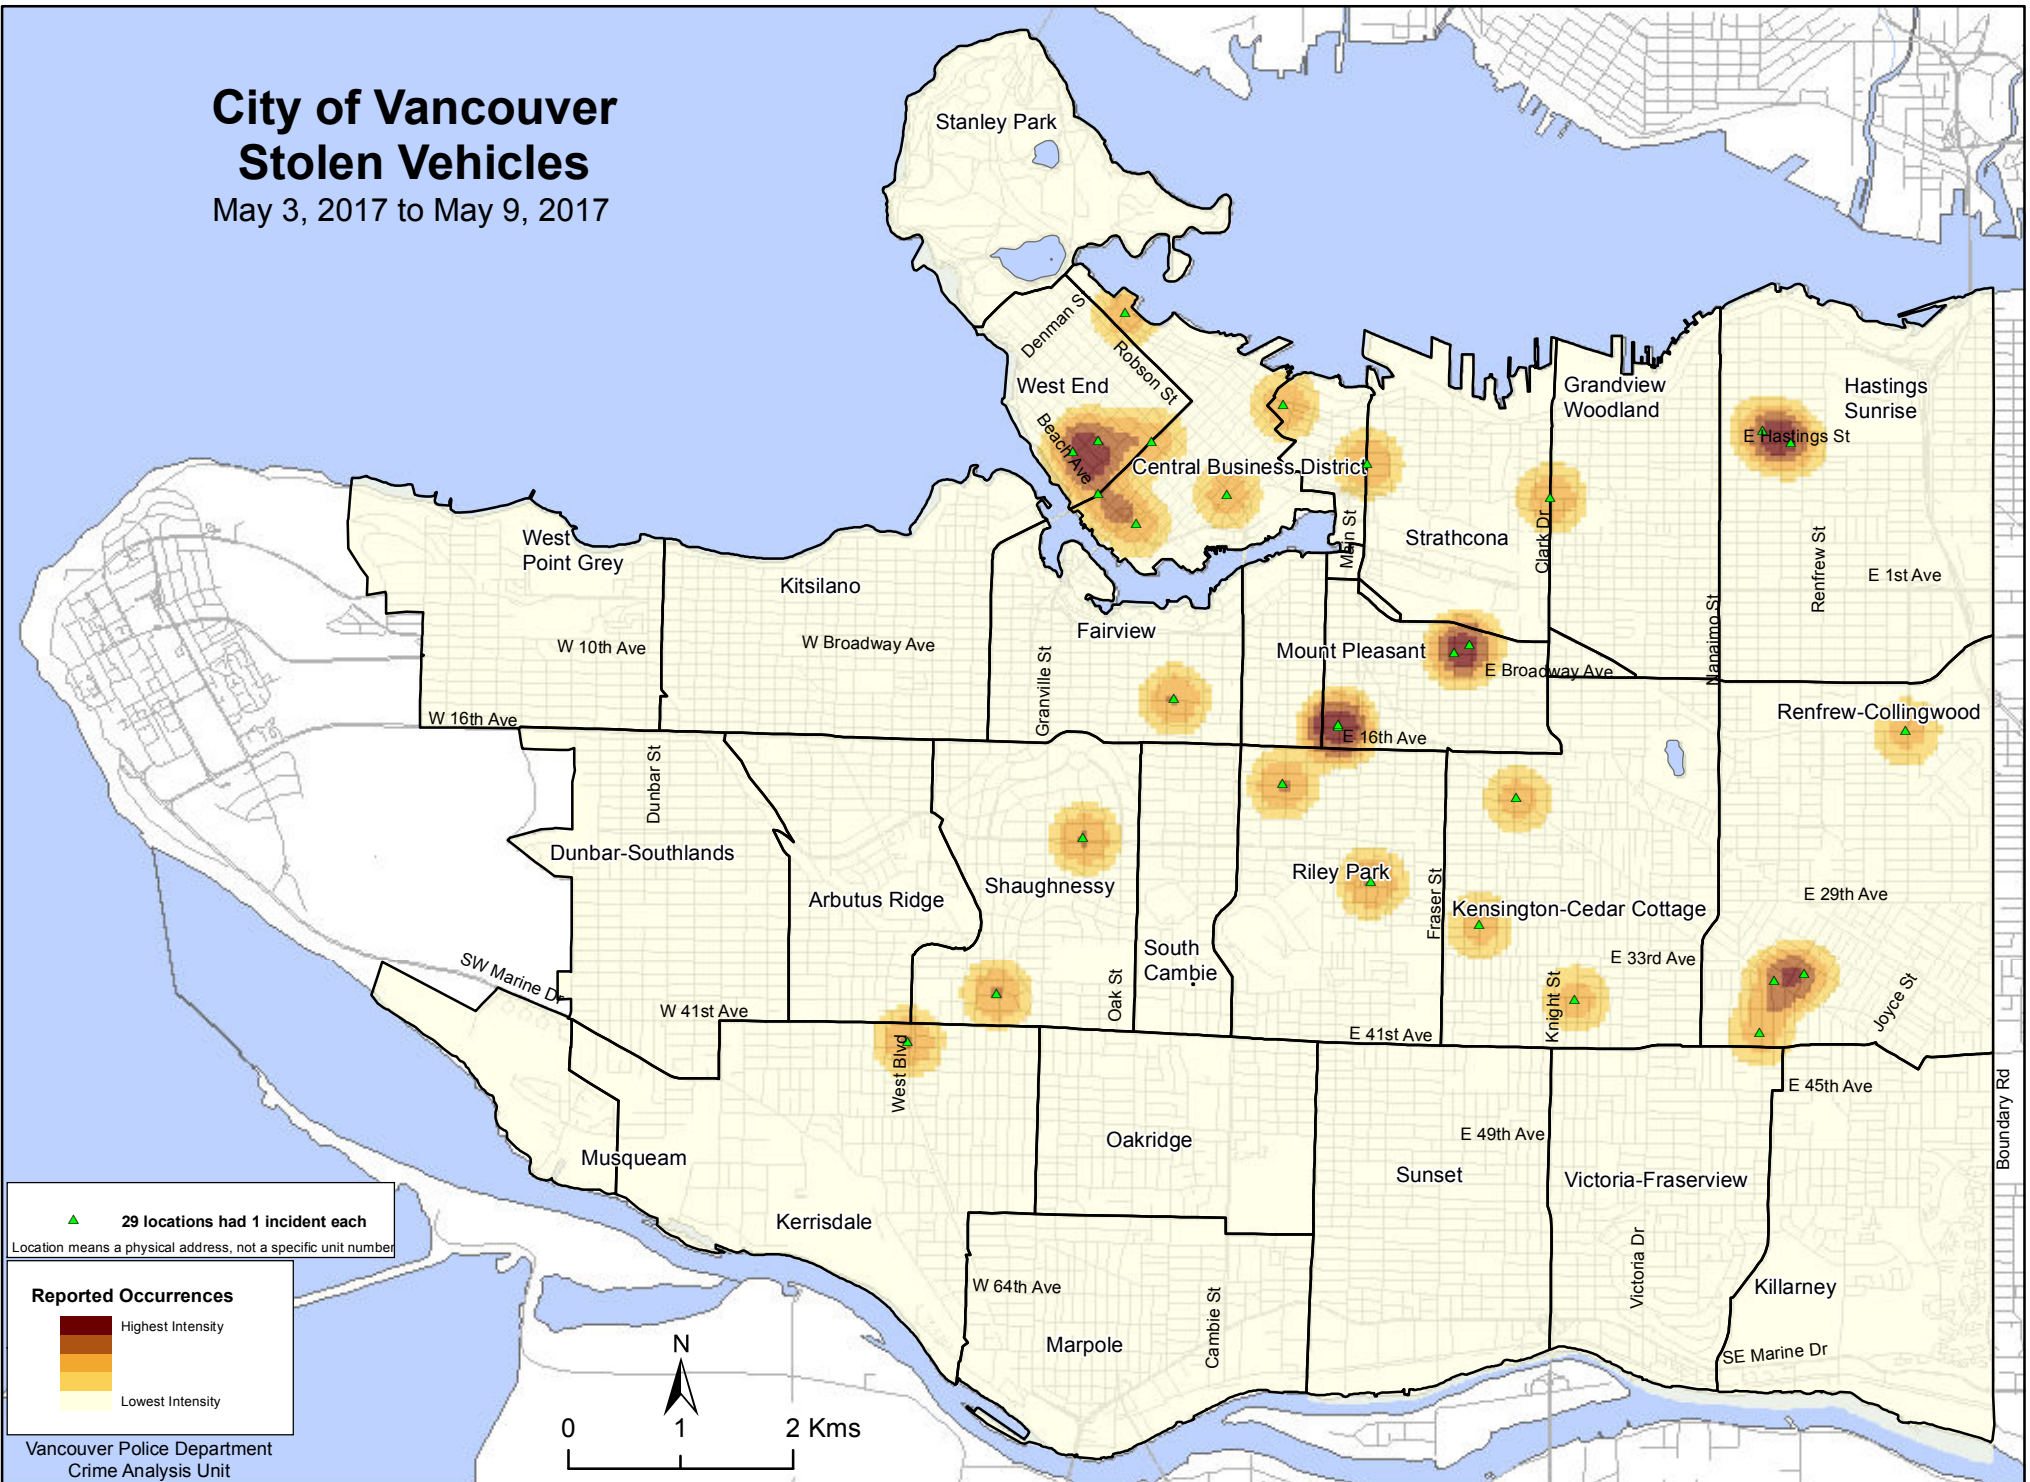 City of Vancouver
Stolen Vehicles
May 3, 2017 to May 9, 2017
Stanley Park
Denman S
Robson St
West End
Beach Ave
Central Business District
Grandview
Woodland
Hastings
Sunrise
E Hastings St
West
Point Grey
Kitsilano
Main St
Strathcona
Clark Dr
Renfrew St
E 1st Ave
Nanaimo St
W 10th Ave
W Broadway Ave
Fairview
Granville St
Mount Pleasant
E Broadway Ave
W 16th Ave
E 16th Ave
Renfrew-Collingwood
Dunbar St
Dunbar-Southlands
Arbutus Ridge
Shaughnessy
Riley Park
Fraser St
Kensington-Cedar Cottage
E 29th Ave
South
Cambie
Oak St
E 33rd Ave
Knight St
Joyce St
SW Marine Dr
W 41st Ave
E 41st Ave
West Blvd
E 45th Ave
Boundary Rd
Musqueam
Oakridge
E 49th Ave
Sunset
Victoria-Fraserview
Kerrisdale
Victoria Dr
W 64th Ave
Cambie St
Killarney
Marpole
SE Marine Dr
29 locations had 1 incident each
Location means a physical address, not a specific unit number
Reported Occurrences
Highest Intensity
Lowest Intensity
Vancouver Police Department
Crime Analysis Unit
N
0 1 2 Kms